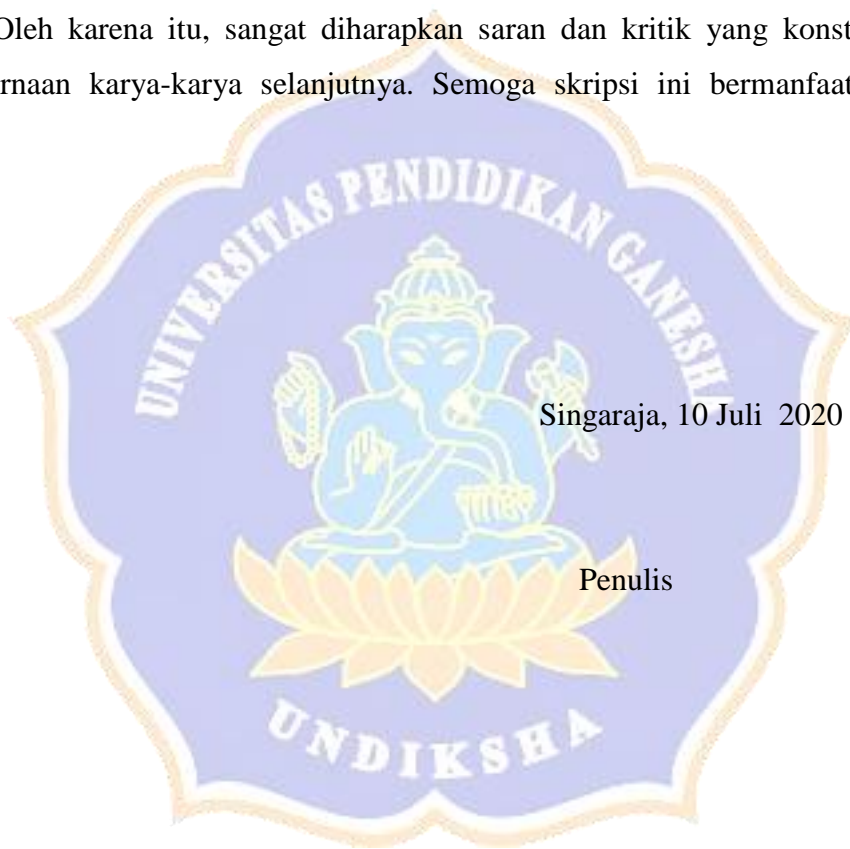 Oleh karena itu, sangat diharapkan saran dan kritik yang konst
rnaan karya-karya selanjutnya. Semoga skripsi ini bermanfaat
UNIVERSITAS PENDIDIKAN GANESHA
Singaraja, 10 Juli 2020
Penulis
UNDIKSHA